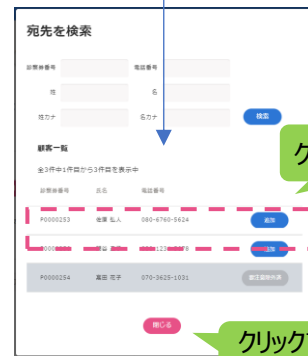 宛先を検索
診察券番号
電話番号
姓
名
姓カナ
名カナ
検索
顧客一覧
全3件中1件目から3件目を表示中
診察券番号 氏名 電話番号
P0000253 佐藤 弘人 080-6760-5624 追加
追加
P0000254 富田 花子 070-3625-1031
閉じる
クリック